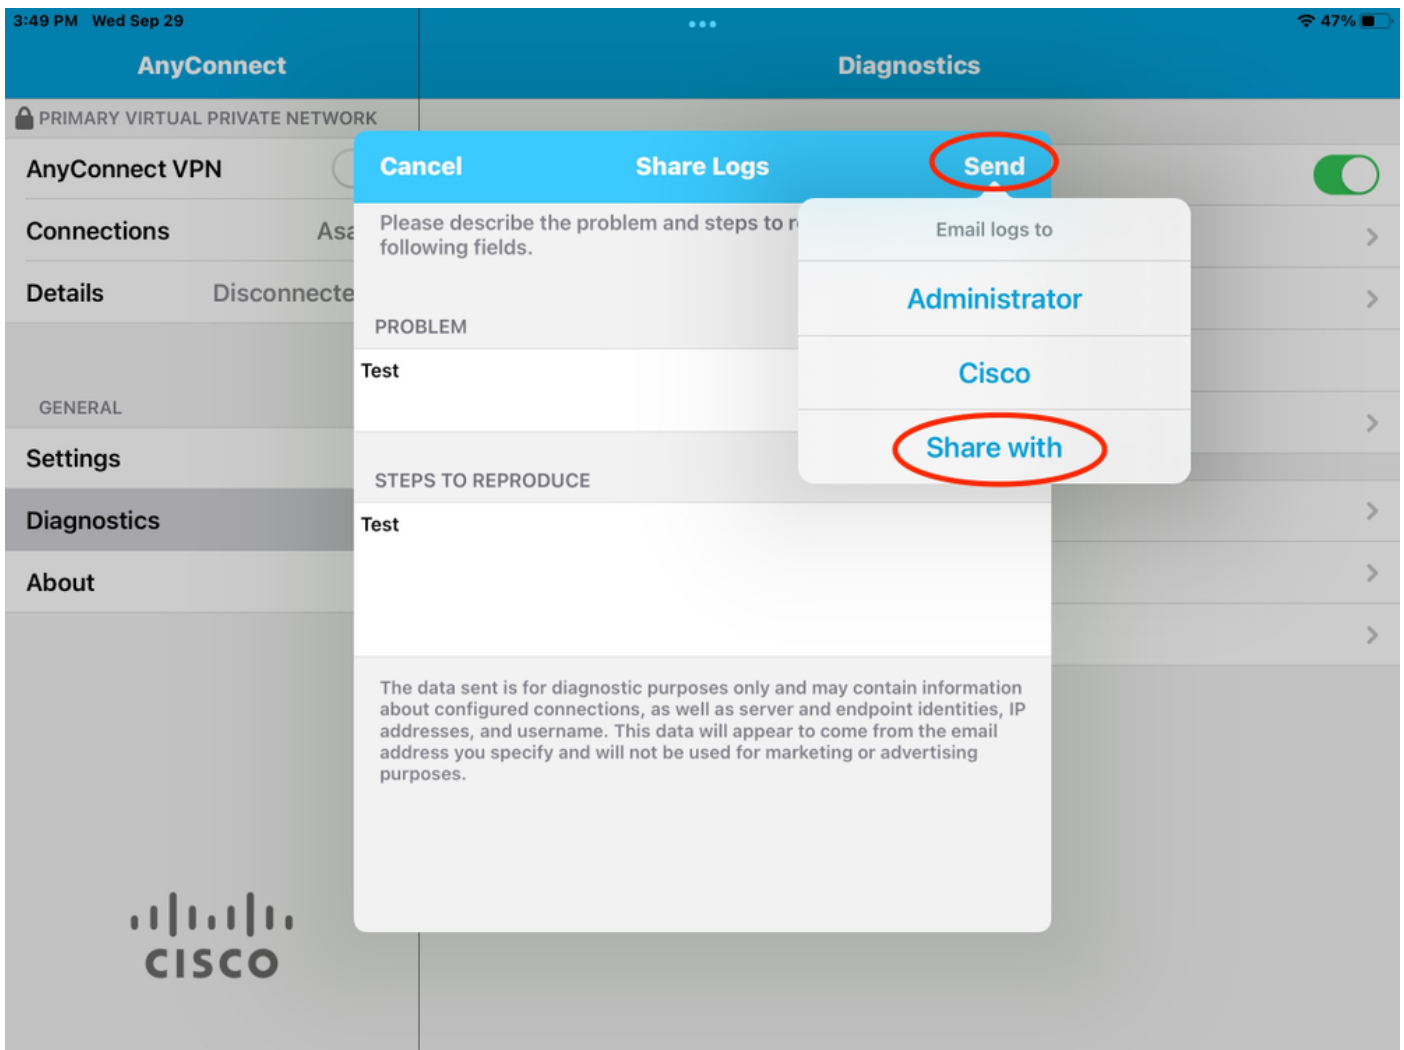 3:49 PM Wed Sep 29
47%
AnyConnect
Diagnostics
PRIMARY VIRTUAL PRIVATE NETWORK
AnyConnect VPN
Connections
Details
Disconnecte
GENERAL
Settings
Diagnostics
About
CISCO
Cancel
Share Logs
Send
Please describe the problem and steps to
following fields.
PROBLEM
Test
STEPS TO REPRODUCE
Test
The data sent is for diagnostic purposes only and may contain information
about configured connections, as well as server and endpoint identities, IP
addresses, and username. This data will appear to come from the email
address you specify and will not be used for marketing or advertising
purposes.
Email logs to
Administrator
Cisco
Share with